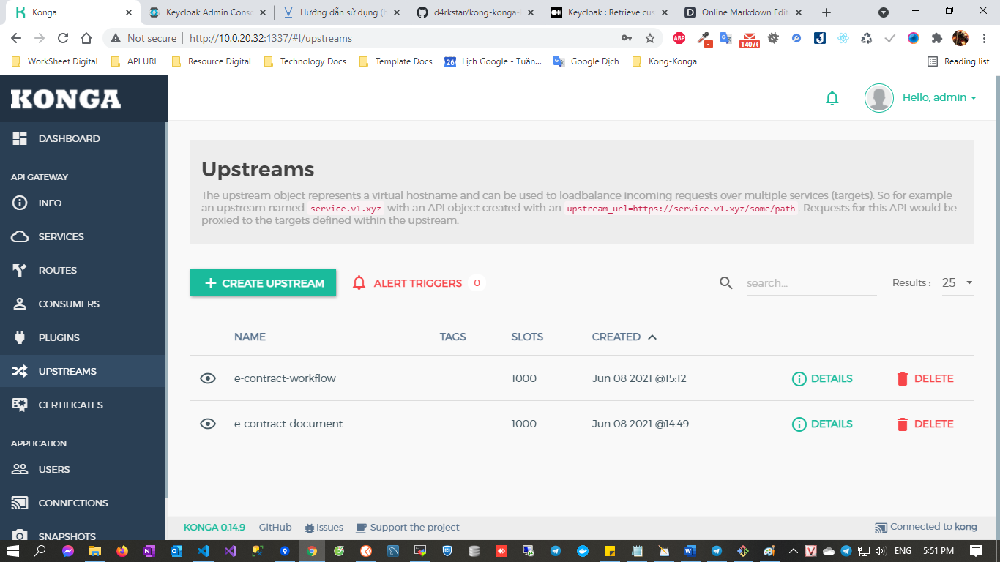 Konga
Keycloak Admin Conso
Hướng dẫn sử dụng (h
d4rkstar/kong-konga-
Keycloak : Retrieve cus
Online Markdown Edit
Not secure | http://10.0.20.32:1337/#!/upstreams
ABP
14076
WorkSheet Digital
API URL
Resource Digital
Technology Docs
Template Docs
26
Lịch Google - Tuần...
Google Dịch
Kong-Konga
Reading list
KONGA
Hello, admin
DASHBOARD
API GATEWAY
INFO
SERVICES
ROUTES
CONSUMERS
PLUGINS
UPSTREAMS
CERTIFICATES
APPLICATION
USERS
CONNECTIONS
SNAPSHOTS
Upstreams
The upstream object represents a virtual hostname and can be used to loadbalance incoming requests over multiple services (targets). So for example
an upstream named service.v1.xyz with an API object created with an upstream_url=https://service.v1.xyz/some/path . Requests for this API would be
proxied to the targets defined within the upstream.
+ CREATE UPSTREAM
ALERT TRIGGERS 0
search...
Results : 25
NAME TAGS SLOTS CREATED
e-contract-workflow 1000 Jun 08 2021 @15:12 DETAILS DELETE
e-contract-document 1000 Jun 08 2021 @14:49 DETAILS DELETE
KONGA 0.14.9 GitHub Issues Support the project
Connected to kong
ENG 5:51 PM